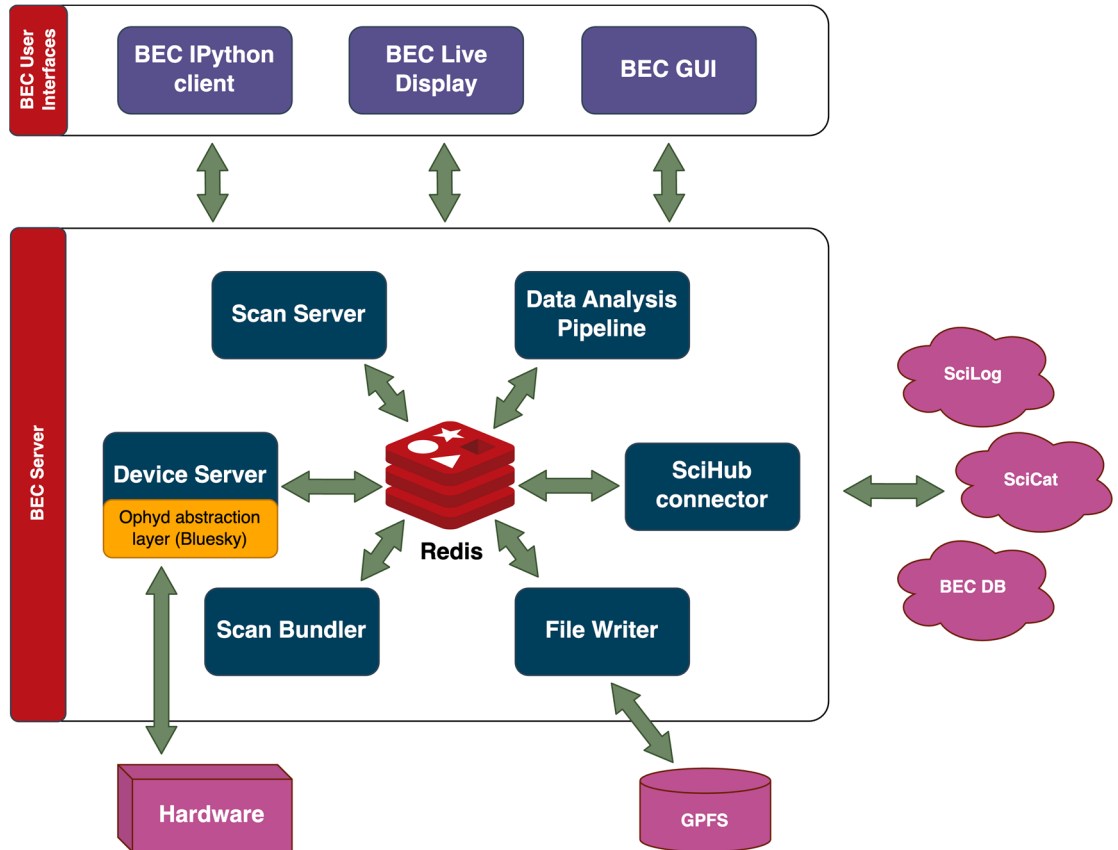 BEC User
Interfaces
BEC IPython
client
BEC Live
Display
BEC GUI
BEC Server
Scan Server
Data Analysis
Pipeline
Device Server
Ophyd abstraction
layer (Bluesky)
Redis
SciHub
connector
Scan Bundler
File Writer
SciLog
SciCat
BEC DB
Hardware
GPFS